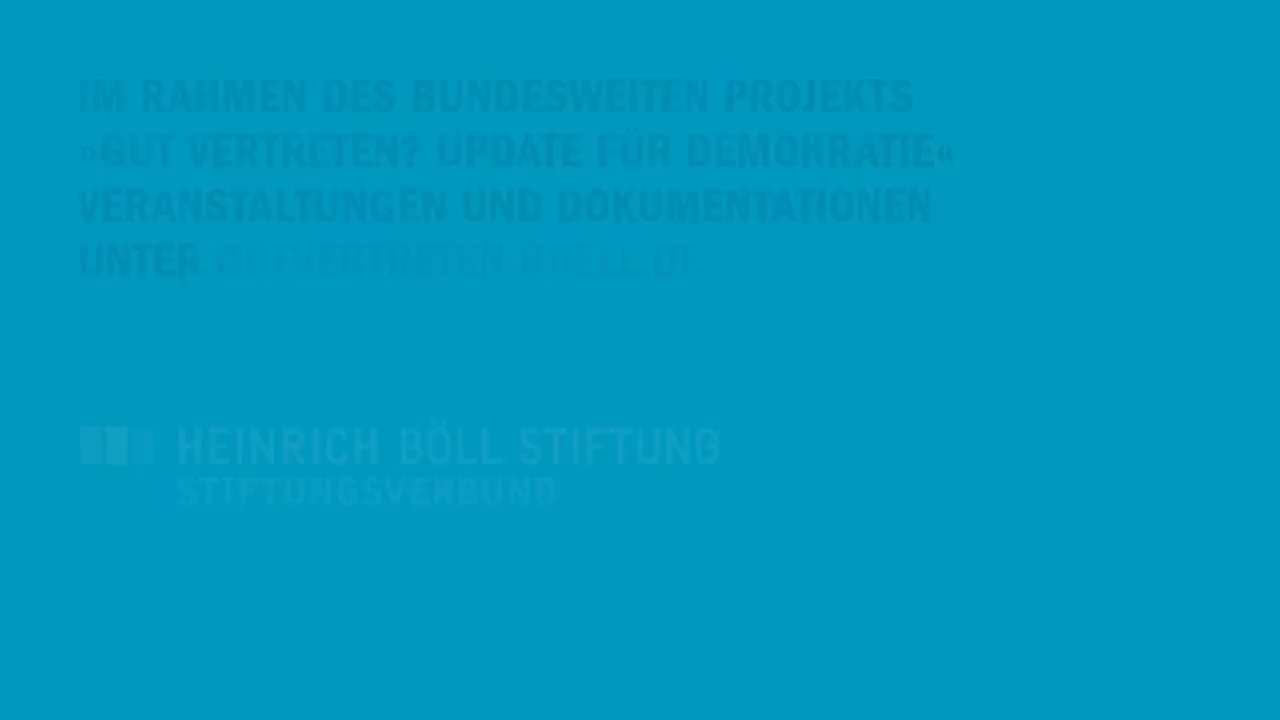 IM RAHMEN DES BUNDESWEITEN PROJEKTS
»GUT VERTRETEN? UPDATE FÜR DEMOKRATIE«
VERANSTALTUNGEN UND DOKUMENTATIONEN
UNTER GUTVERTRETEN.BOELL.DE
HEINRICH BÖLL STIFTUNG
STIFTUNGSVERBUND